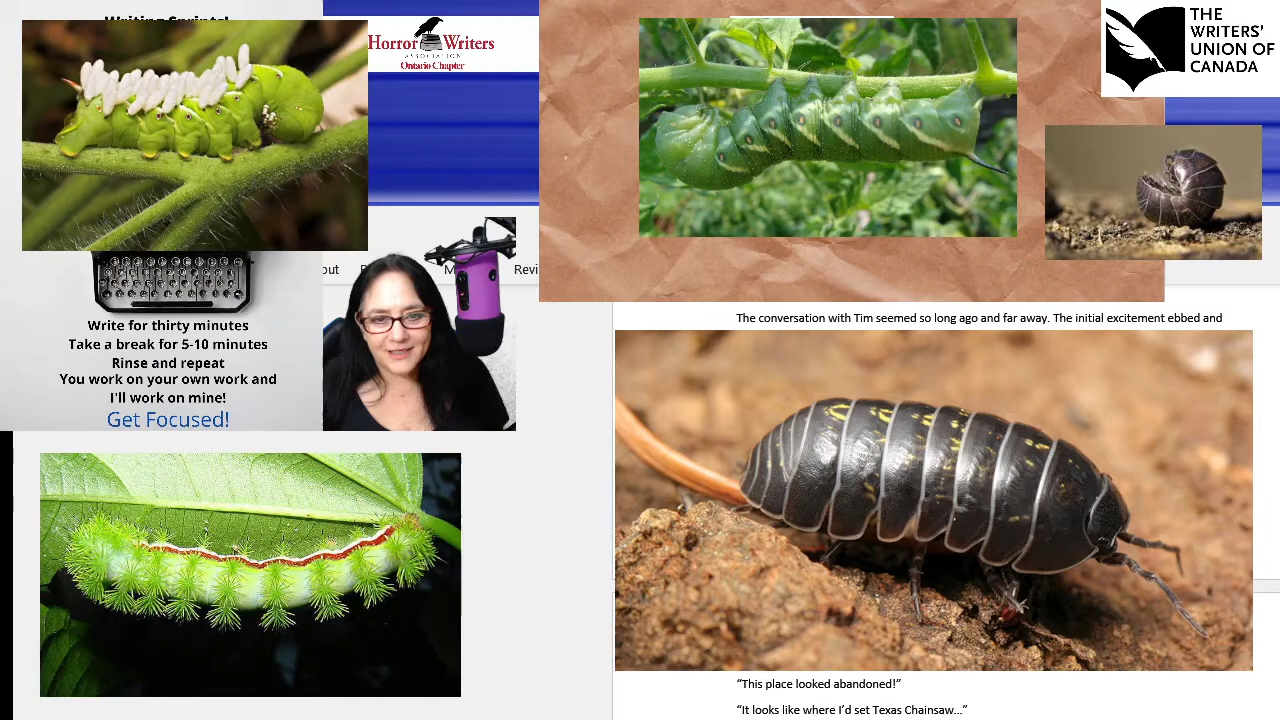 Writing Sprints!
Horror Writers
ASSOCIATION
Ontario Chapter
THE
WRITERS'
UNION OF
CANADA
Write for thirty minutes
Take a break for 5-10 minutes
Rinse and repeat
You work on your own work and
I'll work on mine!
Get Focused!
The conversation with Tim seemed so long ago and far away. The initial excitement ebbed and
“This place looked abandoned!”
“It looks like where I’d set Texas Chainsaw...”